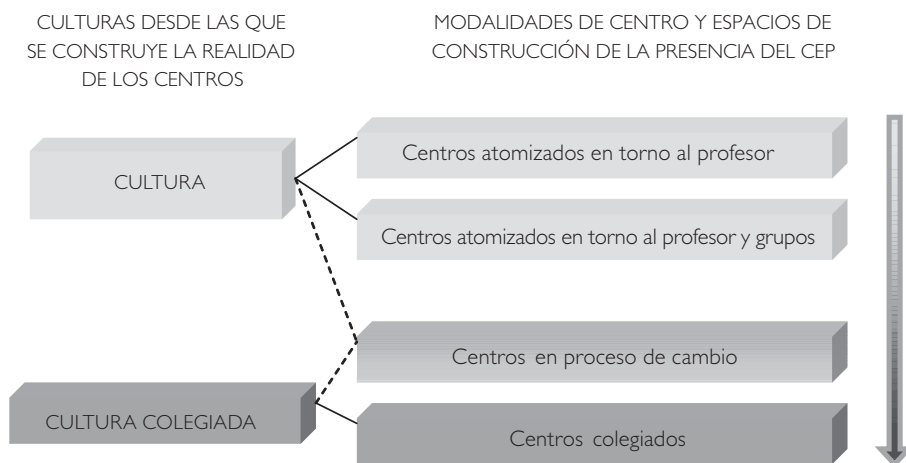 CULTURAS DESDE LAS QUE
SE CONSTRUYE LA REALIDAD
DE LOS CENTROS
MODALIDADES DE CENTRO Y ESPACIOS DE
CONSTRUCCIÓN DE LA PRESENCIA DEL CEP
CULTURA
Centros atomizados en torno al profesor
Centros atomizados en torno al profesor y grupos
Centros en proceso de cambio
CULTURA COLEGIADA
Centros colegiados